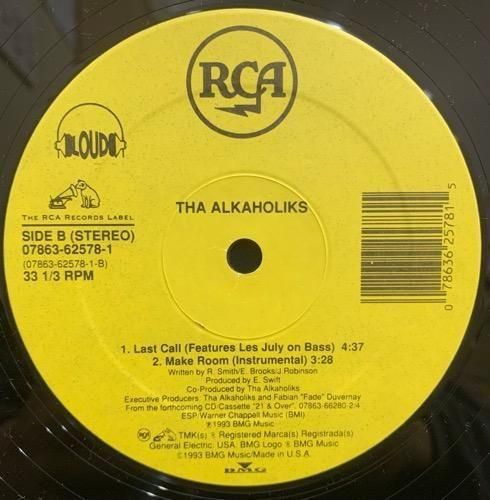 RCA
LOUD
THE RCA RECORDS LABEL
THA ALKAHOLIKS
SIDE B (STEREO)
07863-62578-1
(07863-62578-1-B)
33 1/3 RPM
0 78636 25781 5
1. Last Call (Features Les July on Bass) 4:37
2. Make Room (Instrumental) 3:28
Written by R. Smith/E. Brooks/J Robinson
Produced by E. Swift
Co-Produced by Tha Alkaholiks
Executive Producers: Tha Alkaholiks and Fabian "Fade" Duvernay
From the forthcoming CD/Cassette "21 & Over", 07863-66280-2/4
ESP/Warner Chappell Music (BMI)
℗1993 BMG Music
TMK(s) ® Registered Marca(s) Registrada(s)
General Electric: USA. BMG Logo ® BMG Music
©1993 BMG Music/Made in U.S.A.
BMG